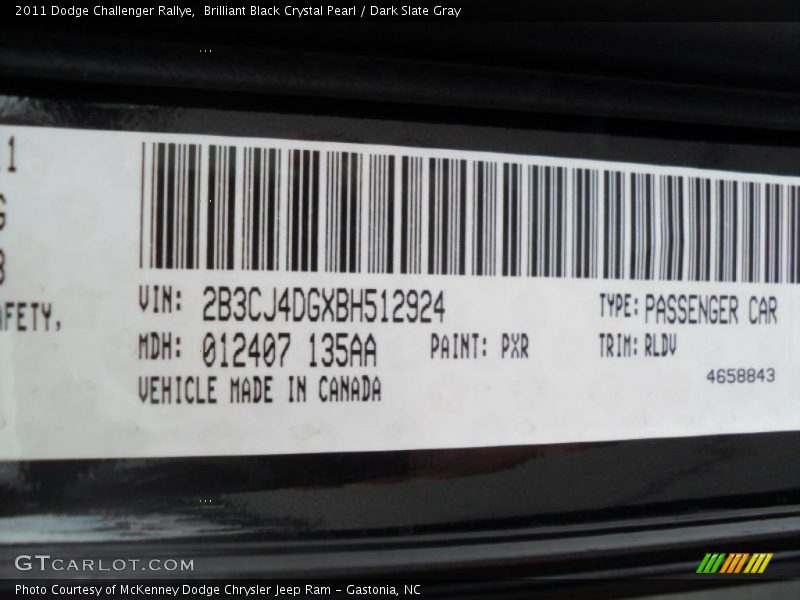 2011 Dodge Challenger Rallye,  Brilliant Black Crystal Pearl / Dark Slate Gray
VIN: 2B3CJ4DGXBH512924 TYPE: PASSENGER CAR
MDH: 012407 135AA PAINT: PXR TRIM: RLDV
VEHICLE MADE IN CANADA 4658843
AFETY,
GTCARLOT.COM
Photo Courtesy of McKenney Dodge Chrysler Jeep Ram - Gastonia, NC